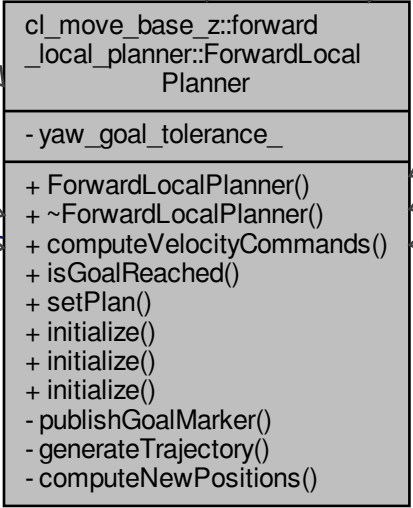 cl_move_base_z::forward
_local_planner::ForwardLocal
Planner
- yaw_goal_tolerance_
+ ForwardLocalPlanner()
+ ~ForwardLocalPlanner()
+ computeVelocityCommands()
+ isGoalReached()
+ setPlan()
+ initialize()
+ initialize()
+ initialize()
- publishGoalMarker()
- generateTrajectory()
- computeNewPositions()